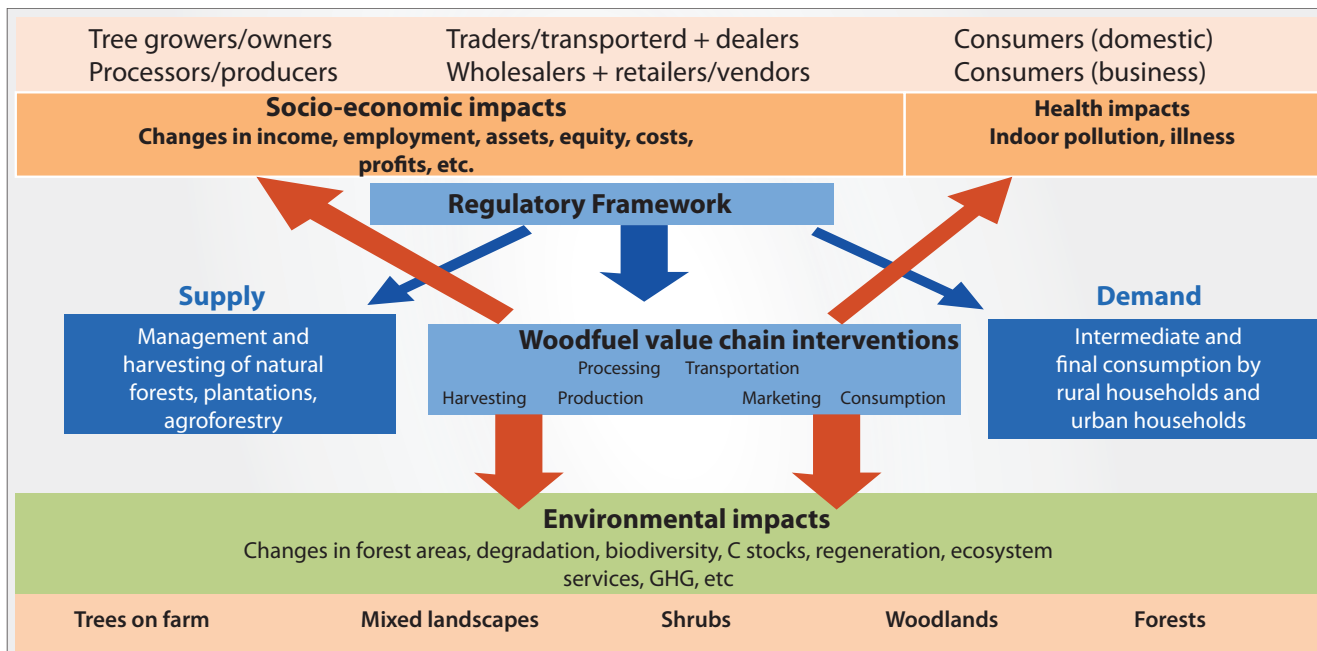 Tree growers/owners
Processors/producers
Traders/transporterd + dealers
Wholesalers + retailers/vendors
Consumers (domestic)
Consumers (business)
Socio-economic impacts
Changes in income, employment, assets, equity, costs,
profits, etc.
Health impacts
Indoor pollution, illness
Regulatory Framework
Supply
Management and
harvesting of natural
forests, plantations,
agroforestry
Woodfuel value chain interventions
Processing Transportation
Harvesting Production Marketing Consumption
Demand
Intermediate and
final consumption by
rural households and
urban households
Environmental impacts
Changes in forest areas, degradation, biodiversity, C stocks, regeneration, ecosystem
services, GHG, etc
Trees on farm Mixed landscapes Shrubs Woodlands Forests